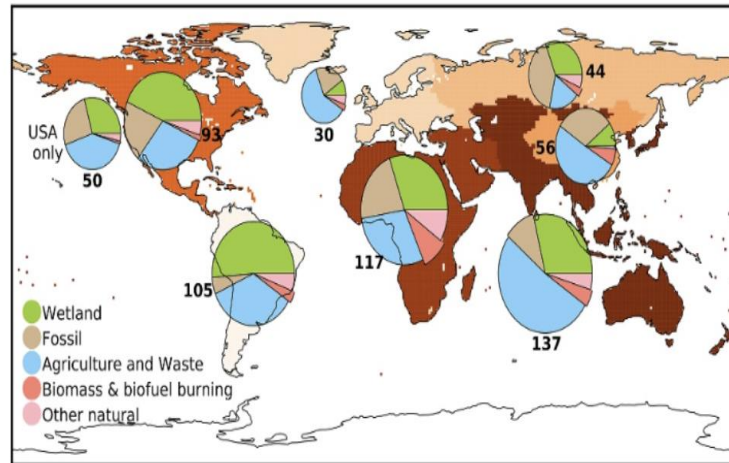 44
USA
only
93
30
56
50
117
105
137
Wetland
Fossil
Agriculture and Waste
Biomass & biofuel burning
Other natural